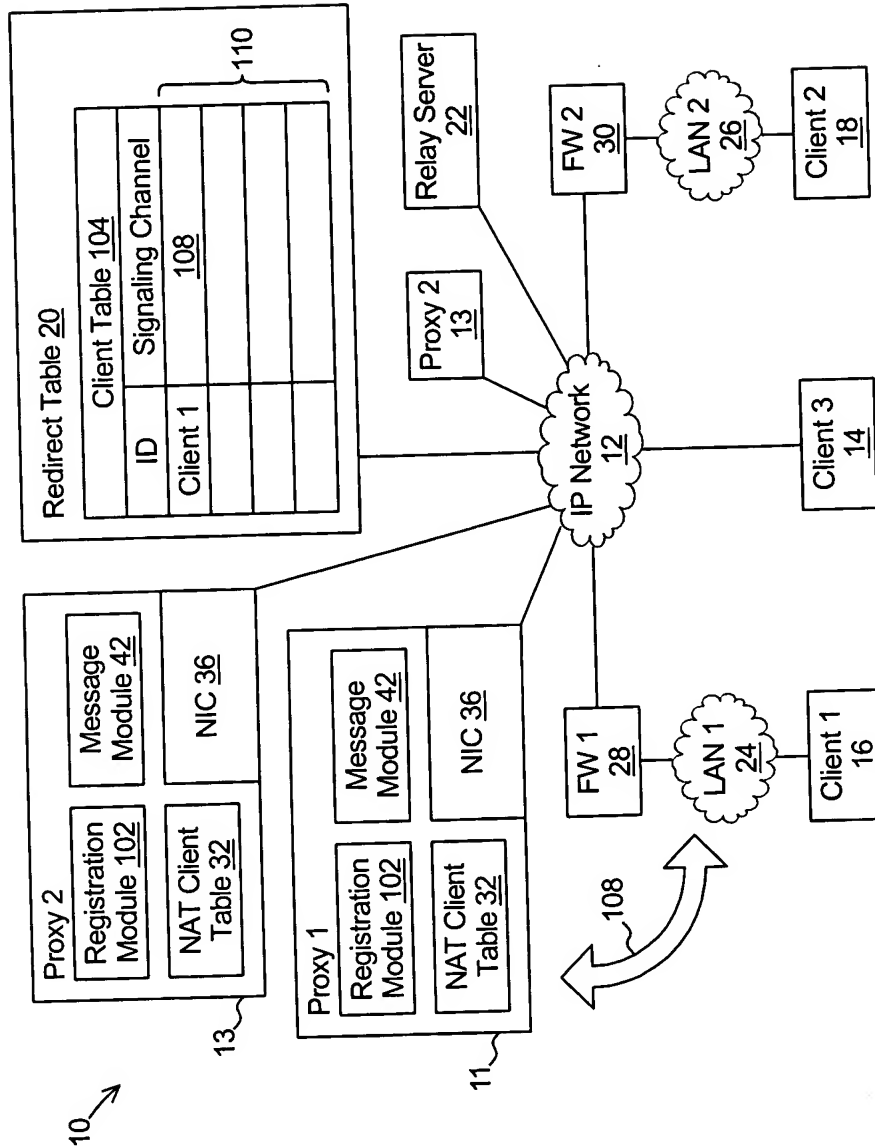 10
Proxy 2
Registration
Module 102
Message
Module 42
NAT Client
Table 32
NIC 36
13
Proxy 1
Registration
Module 102
Message
Module 42
NAT Client
Table 32
NIC 36
11
Redirect Table 20
Client Table 104
ID
Signaling Channel
Client 1
108
110
108
Proxy 2
13
Relay Server
22
IP Network
12
FW 1
28
FW 2
30
LAN 1
24
LAN 2
26
Client 1
16
Client 3
14
Client 2
18